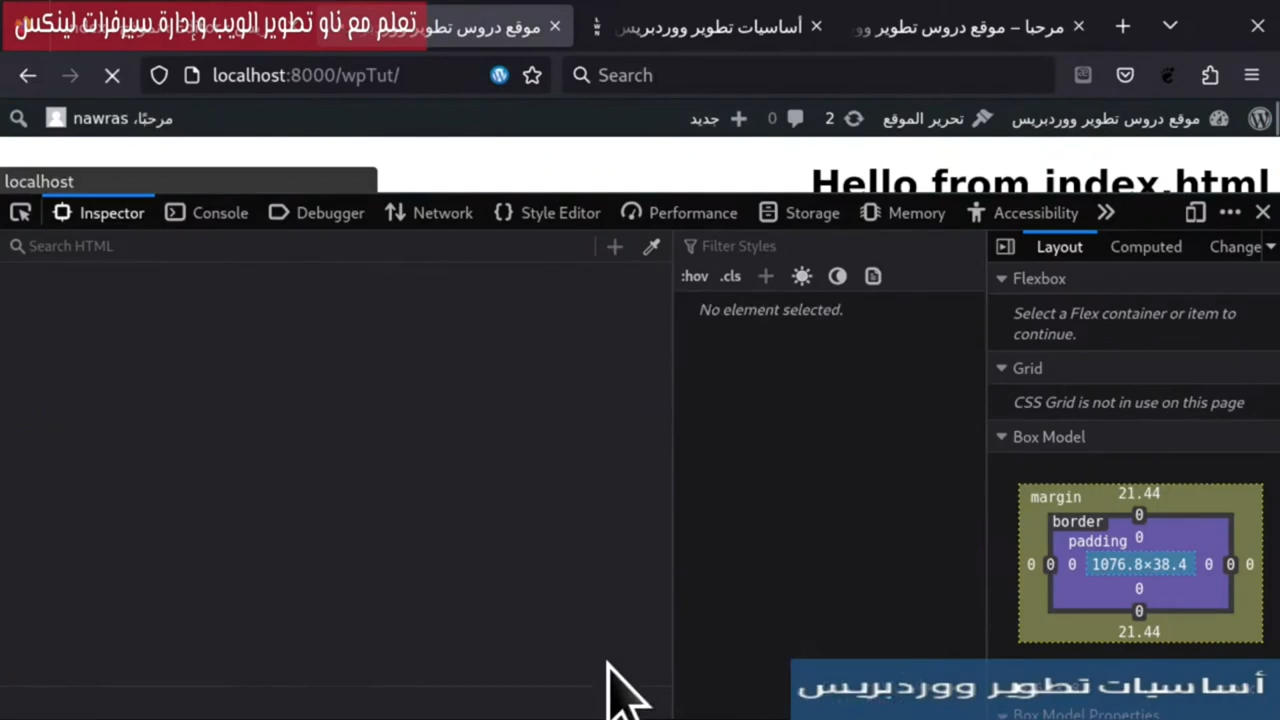 تعلم مع ناو تطوير الويب وإدارة سيرفرات لينكس
موقع دروس تطوير ووردبريس
أساسيات تطوير ووردبريس
مرحبا – موقع دروس تطوير وو
localhost:8000/wpTut/
Search
مرحبًا، nawras
جديد
0
2
تحرير الموقع
موقع دروس تطوير ووردبريس
Hello from index.html
localhost
Inspector
Console
Debugger
Network
Style Editor
Performance
Storage
Memory
Accessibility
Search HTML
Filter Styles
Layout
Computed
Change
:hov .cls
Flexbox
No element selected.
Select a Flex container or item to
continue.
Grid
CSS Grid is not in use on this page
Box Model
margin 21.44
border 0
padding 0
0 0 0 1076.8×38.4 0 0 0
0
0
21.44
أساسيات تطوير ووردبريس
Box Model Properties